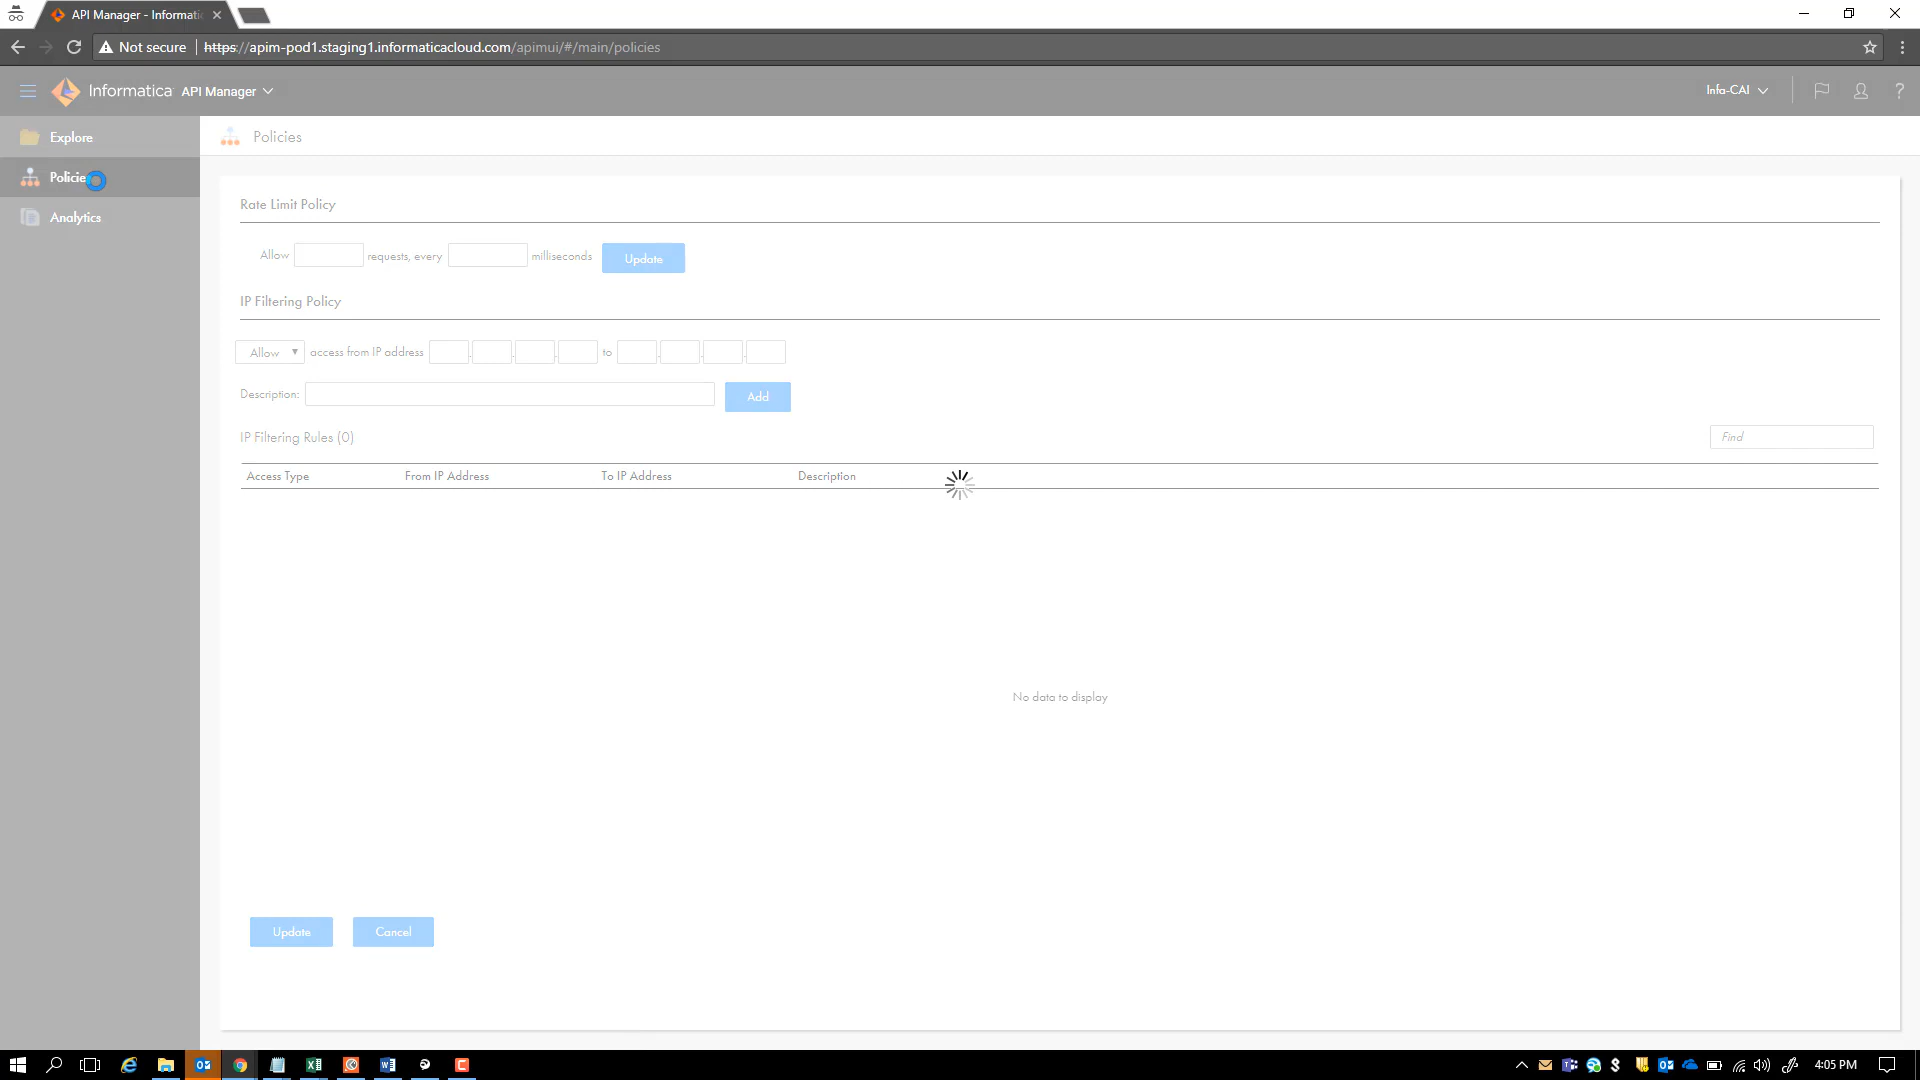 API Manager - Informatic
Not secure | https://apim-pod1.staging1.informaticacloud.com/apimui/#/main/policies
Informatica API Manager
Infa-CAI
?
Explore
Policies
Policie
Analytics
Rate Limit Policy
Allow requests, every milliseconds Update
IP Filtering Policy
Allow access from IP address . . . to . . .
Description: Add
IP Filtering Rules (0)
Find
Access Type From IP Address To IP Address Description
No data to display
Update Cancel
4:05 PM